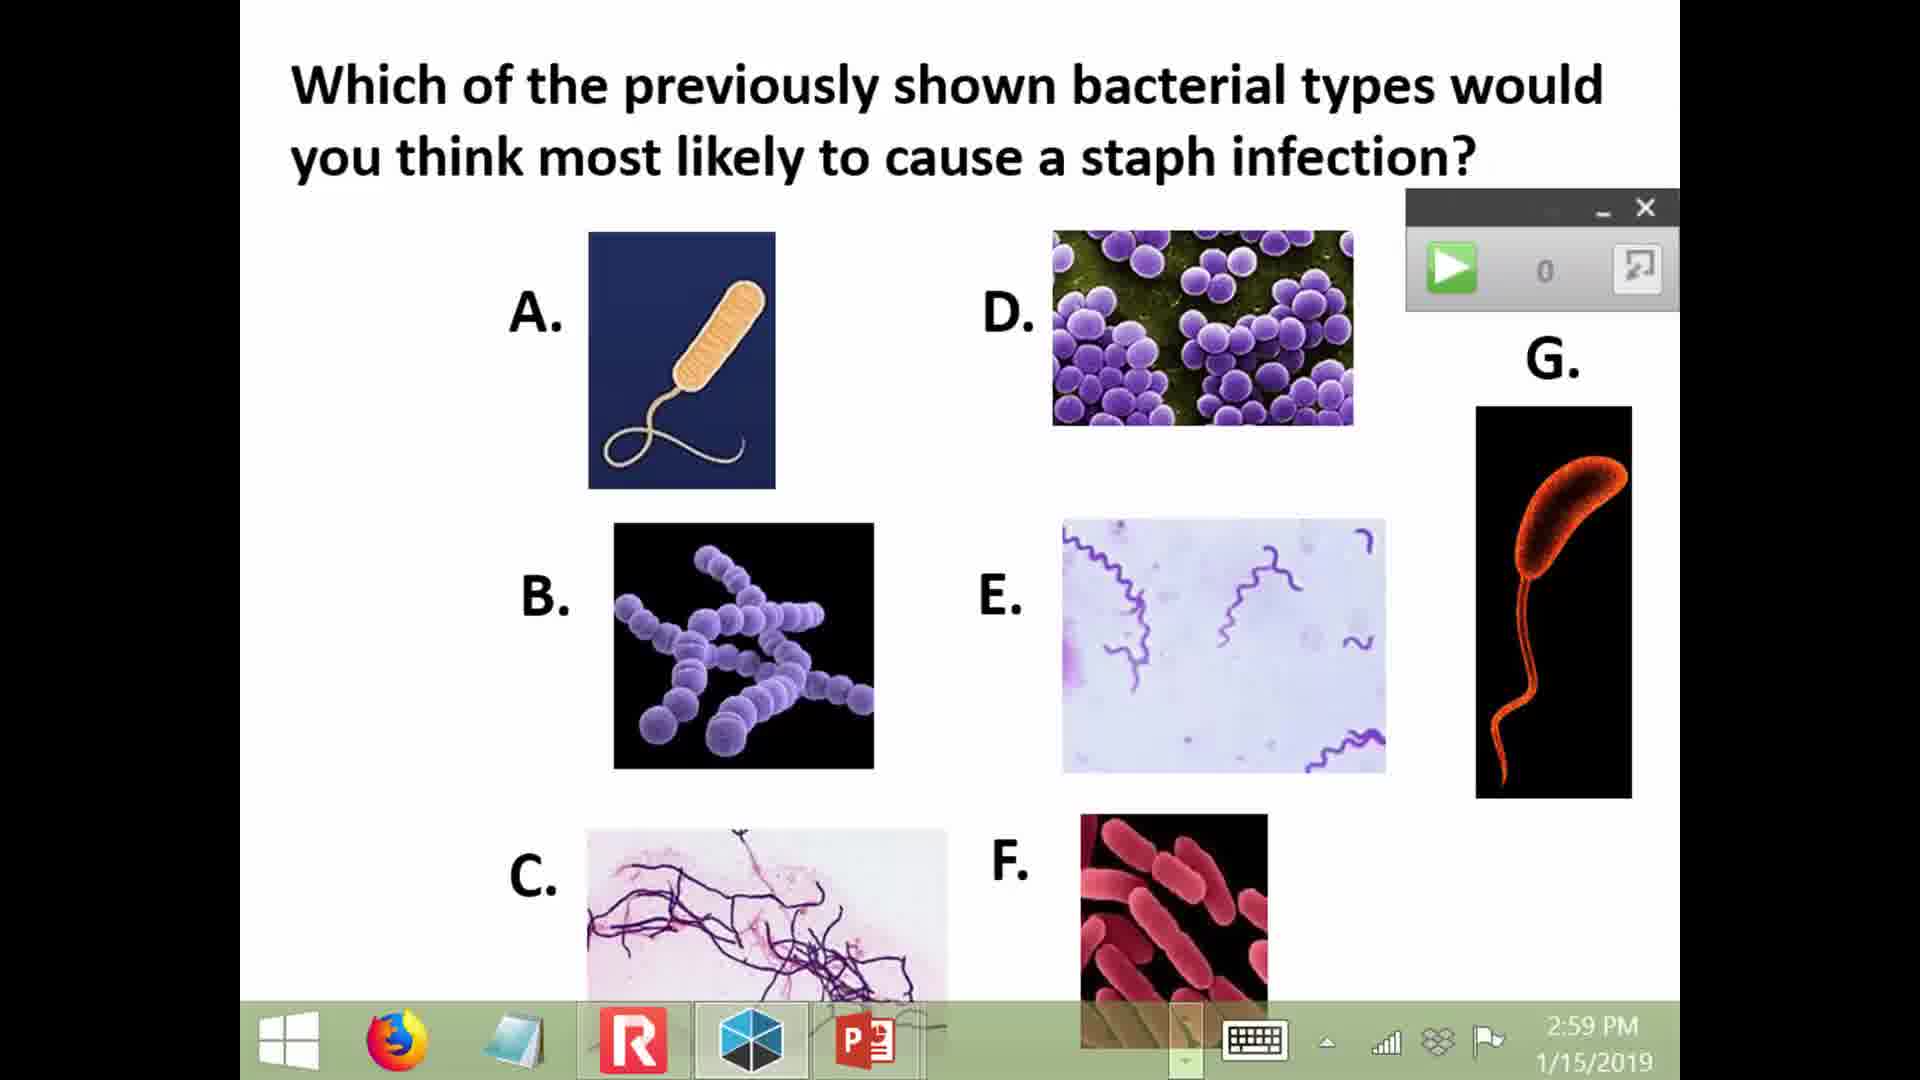 Which of the previously shown bacterial types would
you think most likely to cause a staph infection?
0
A.
D.
G.
B.
E.
C.
F.
R
P
2:59 PM
1/15/2019